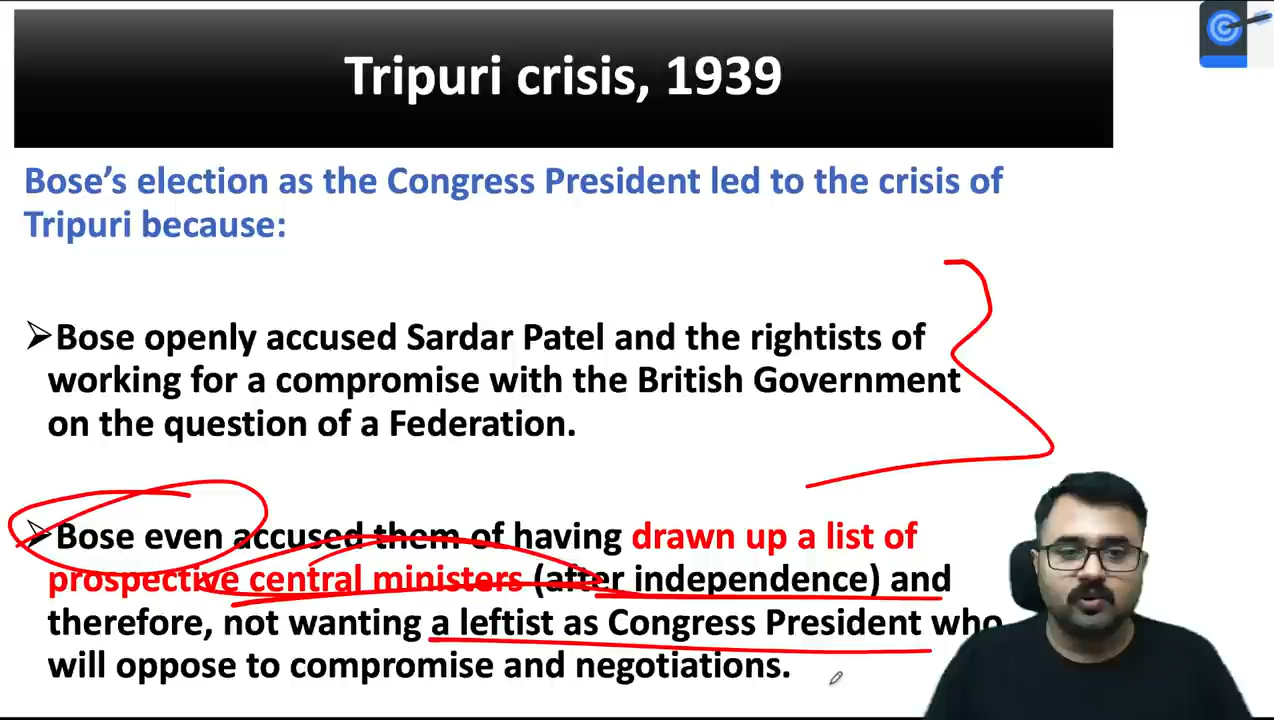 Tripuri crisis, 1939
Bose’s election as the Congress President led to the crisis of
Tripuri because:
Bose openly accused Sardar Patel and the rightists of
working for a compromise with the British Government
on the question of a Federation.
Bose even accused them of having drawn up a list of
prospective central ministers (after independence) and
therefore, not wanting a leftist as Congress President who
will oppose to compromise and negotiations.